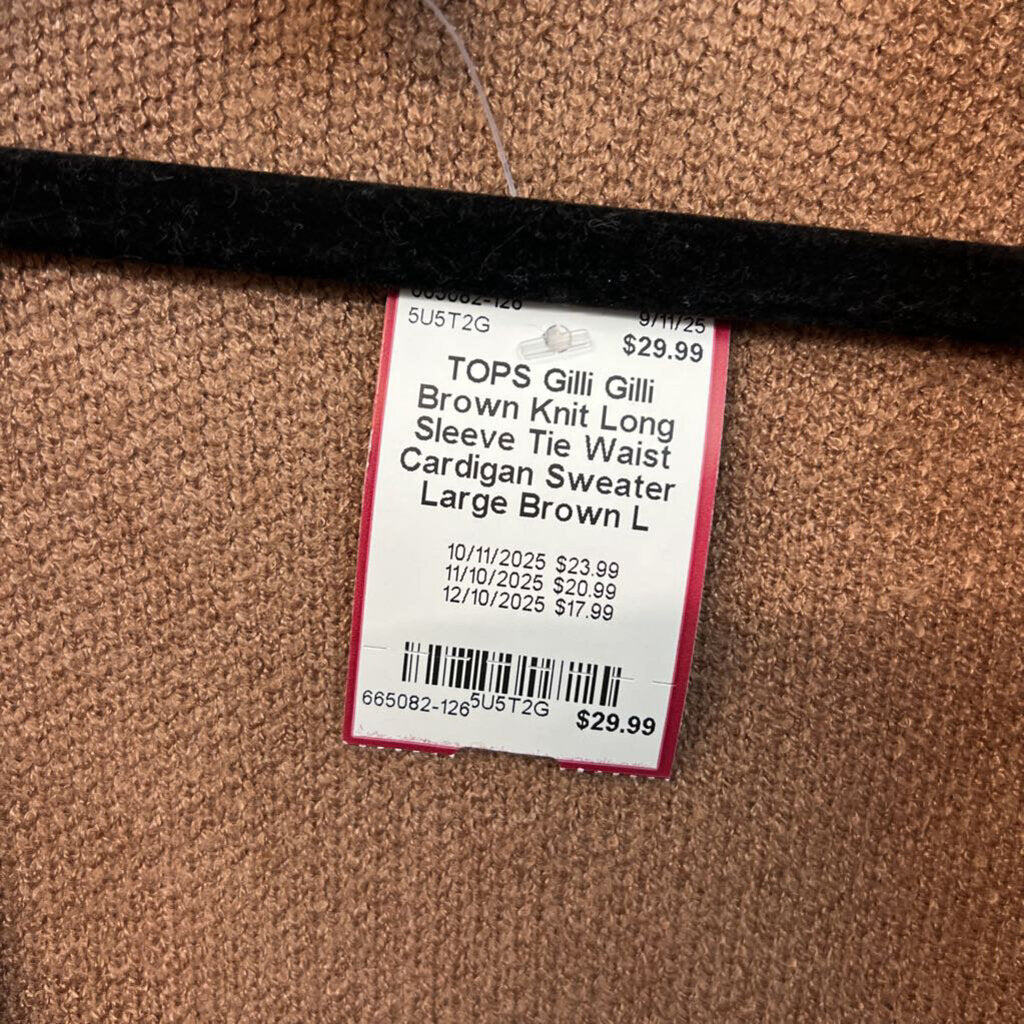 665082-126
9/11/25
5U5T2G
$29.99
TOPS Gilli Gilli
Brown Knit Long
Sleeve Tie Waist
Cardigan Sweater
Large Brown L
10/11/2025 $23.99
11/10/2025 $20.99
12/10/2025 $17.99
665082-126 5U5T2G $29.99